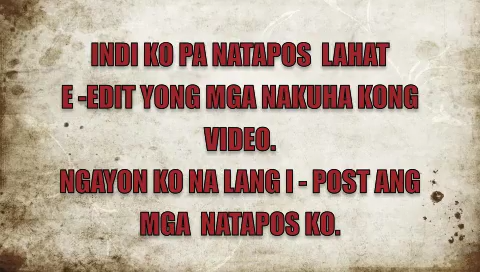 INDI KO PA NATAPOS LAHAT
E -EDIT YONG MGA NAKUHA KONG
VIDEO.
NGAYON KO NA LANG I - POST ANG
MGA NATAPOS KO.